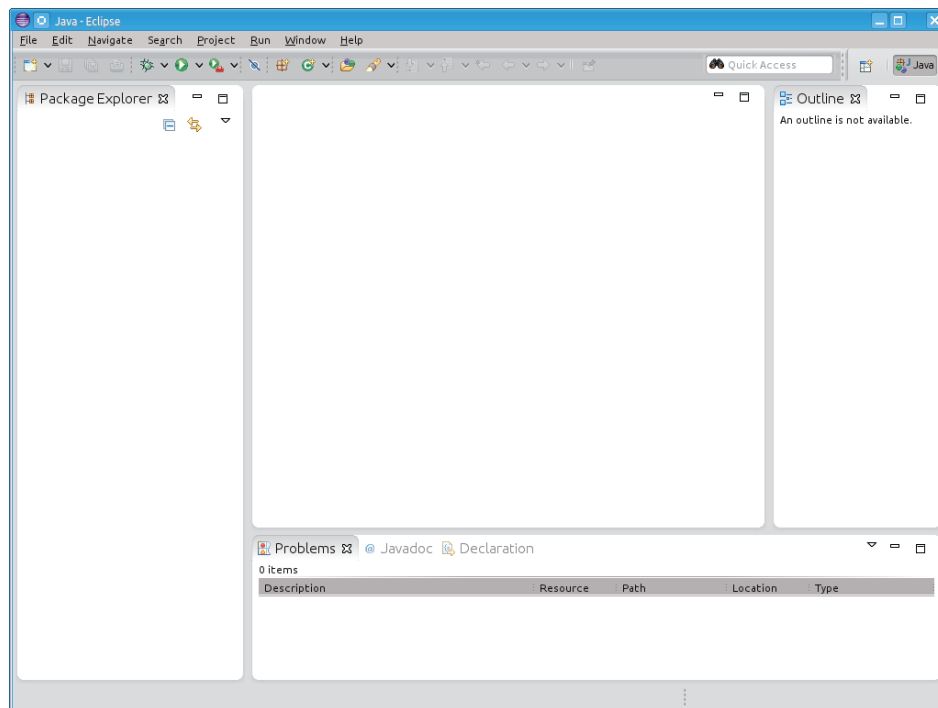 Java - Eclipse
File Edit Navigate Search Project Run Window Help
Quick Access Java
Package Explorer
Outline
An outline is not available.
Problems @ Javadoc Declaration
0 items
Description Resource Path Location Type